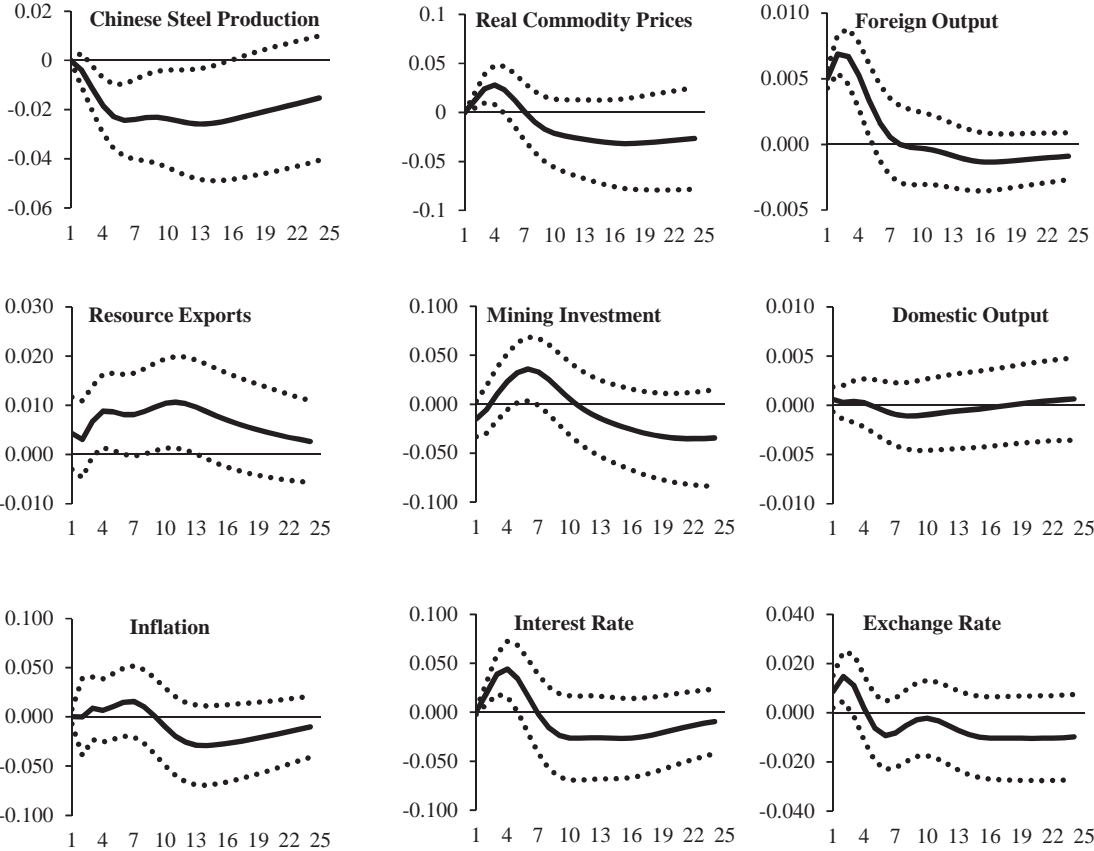 Chinese Steel Production
0.02
0
-0.02
-0.04
-0.06
1 4 7 10 13 16 19 22 25
Real Commodity Prices
0.1
0.05
0
-0.05
-0.1
1 4 7 10 13 16 19 22 25
Foreign Output
0.010
0.005
0.000
-0.005
1 4 7 10 13 16 19 22 25
Resource Exports
0.030
0.020
0.010
0.000
-0.010
1 4 7 10 13 16 19 22 25
Mining Investment
0.100
0.050
0.000
-0.050
-0.100
1 4 7 10 13 16 19 22 25
Domestic Output
0.010
0.005
0.000
-0.005
-0.010
1 4 7 10 13 16 19 22 25
Inflation
0.100
0.050
0.000
-0.050
-0.100
1 4 7 10 13 16 19 22 25
Interest Rate
0.100
0.050
0.000
-0.050
-0.100
1 4 7 10 13 16 19 22 25
Exchange Rate
0.040
0.020
0.000
-0.020
-0.040
1 4 7 10 13 16 19 22 25